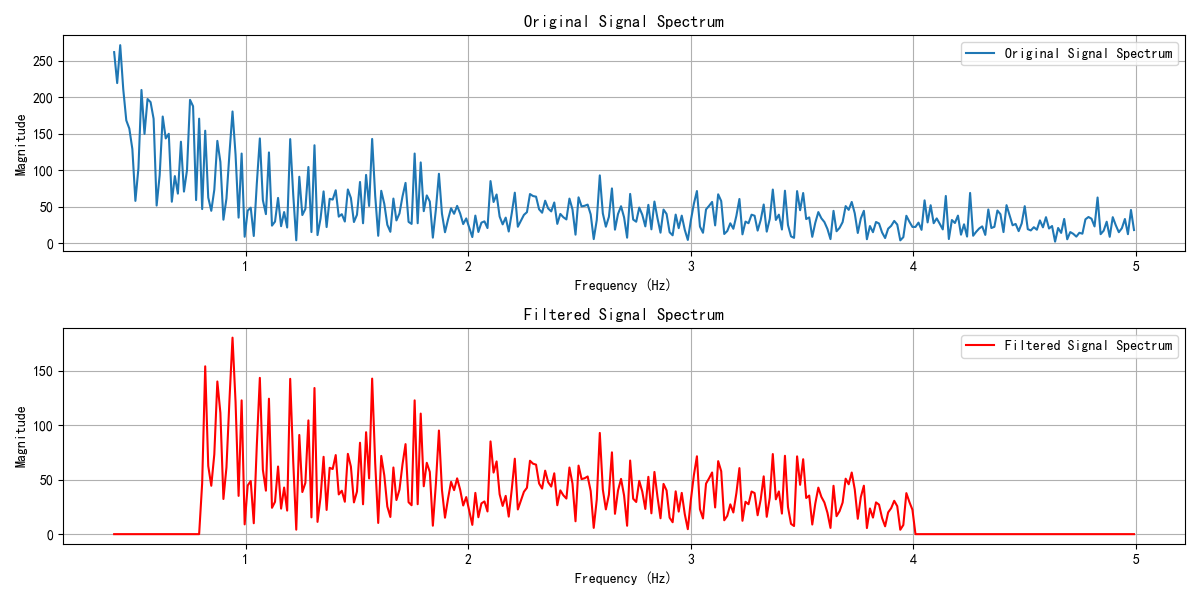 Original Signal Spectrum
Magnitude
250
200
150
100
50
0
Original Signal Spectrum
1 2 3 4 5
Frequency (Hz)
Filtered Signal Spectrum
Magnitude
150
100
50
0
Filtered Signal Spectrum
1 2 3 4 5
Frequency (Hz)